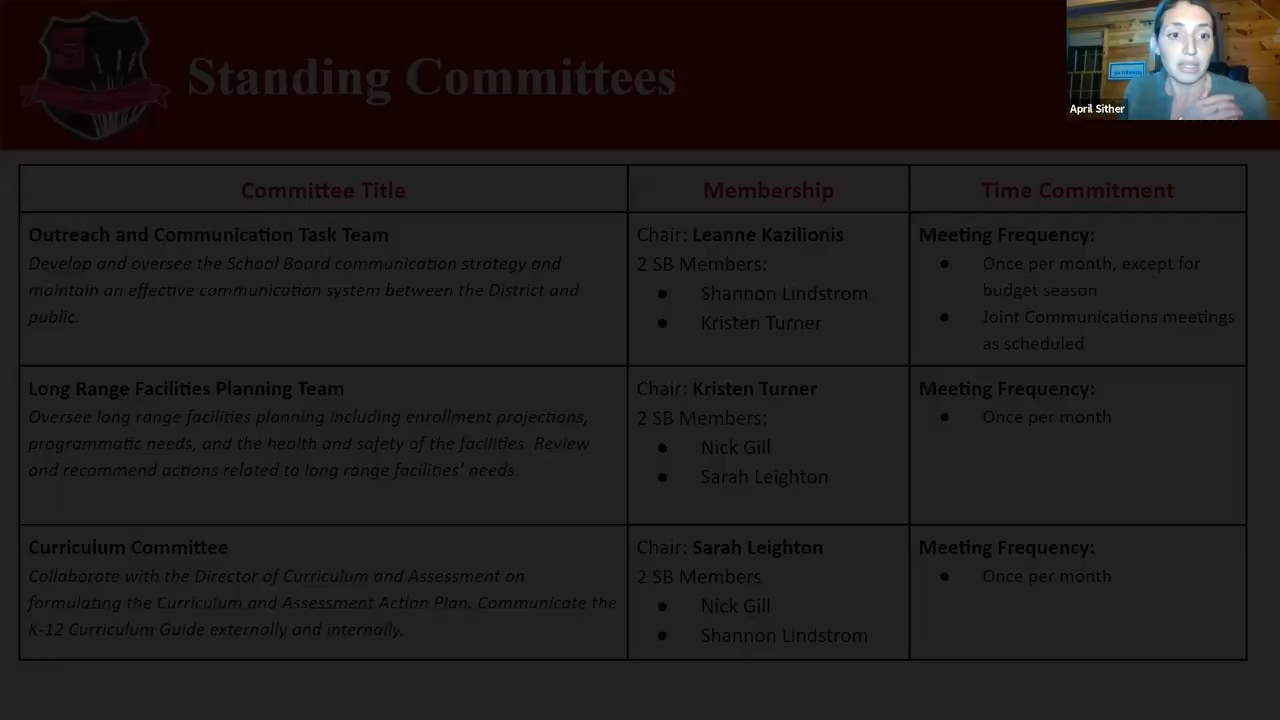 Standing Committees
April Sither
Committee Title
Membership
Time Commitment
Outreach and Communication Task Team
Develop and oversee the School Board communication strategy and
maintain an effective communication system between the District and
public.
Chair: Leanne Kazilionis
2 SB Members:
● Shannon Lindstrom
● Kristen Turner
Meeting Frequency:
● Once per month, except for
budget season
● Joint Communications meetings
as scheduled
Long Range Facilities Planning Team
Oversee long range facilities planning including enrollment projections,
programmatic needs, and the health and safety of the facilities. Review
and recommend actions related to long range facilities' needs.
Chair: Kristen Turner
2 SB Members:
● Nick Gill
● Sarah Leighton
Meeting Frequency:
● Once per month
Curriculum Committee
Collaborate with the Director of Curriculum and Assessment on
formulating the Curriculum and Assessment Action Plan. Communicate the
K-12 Curriculum Guide externally and internally.
Chair: Sarah Leighton
2 SB Members
● Nick Gill
● Shannon Lindstrom
Meeting Frequency:
● Once per month